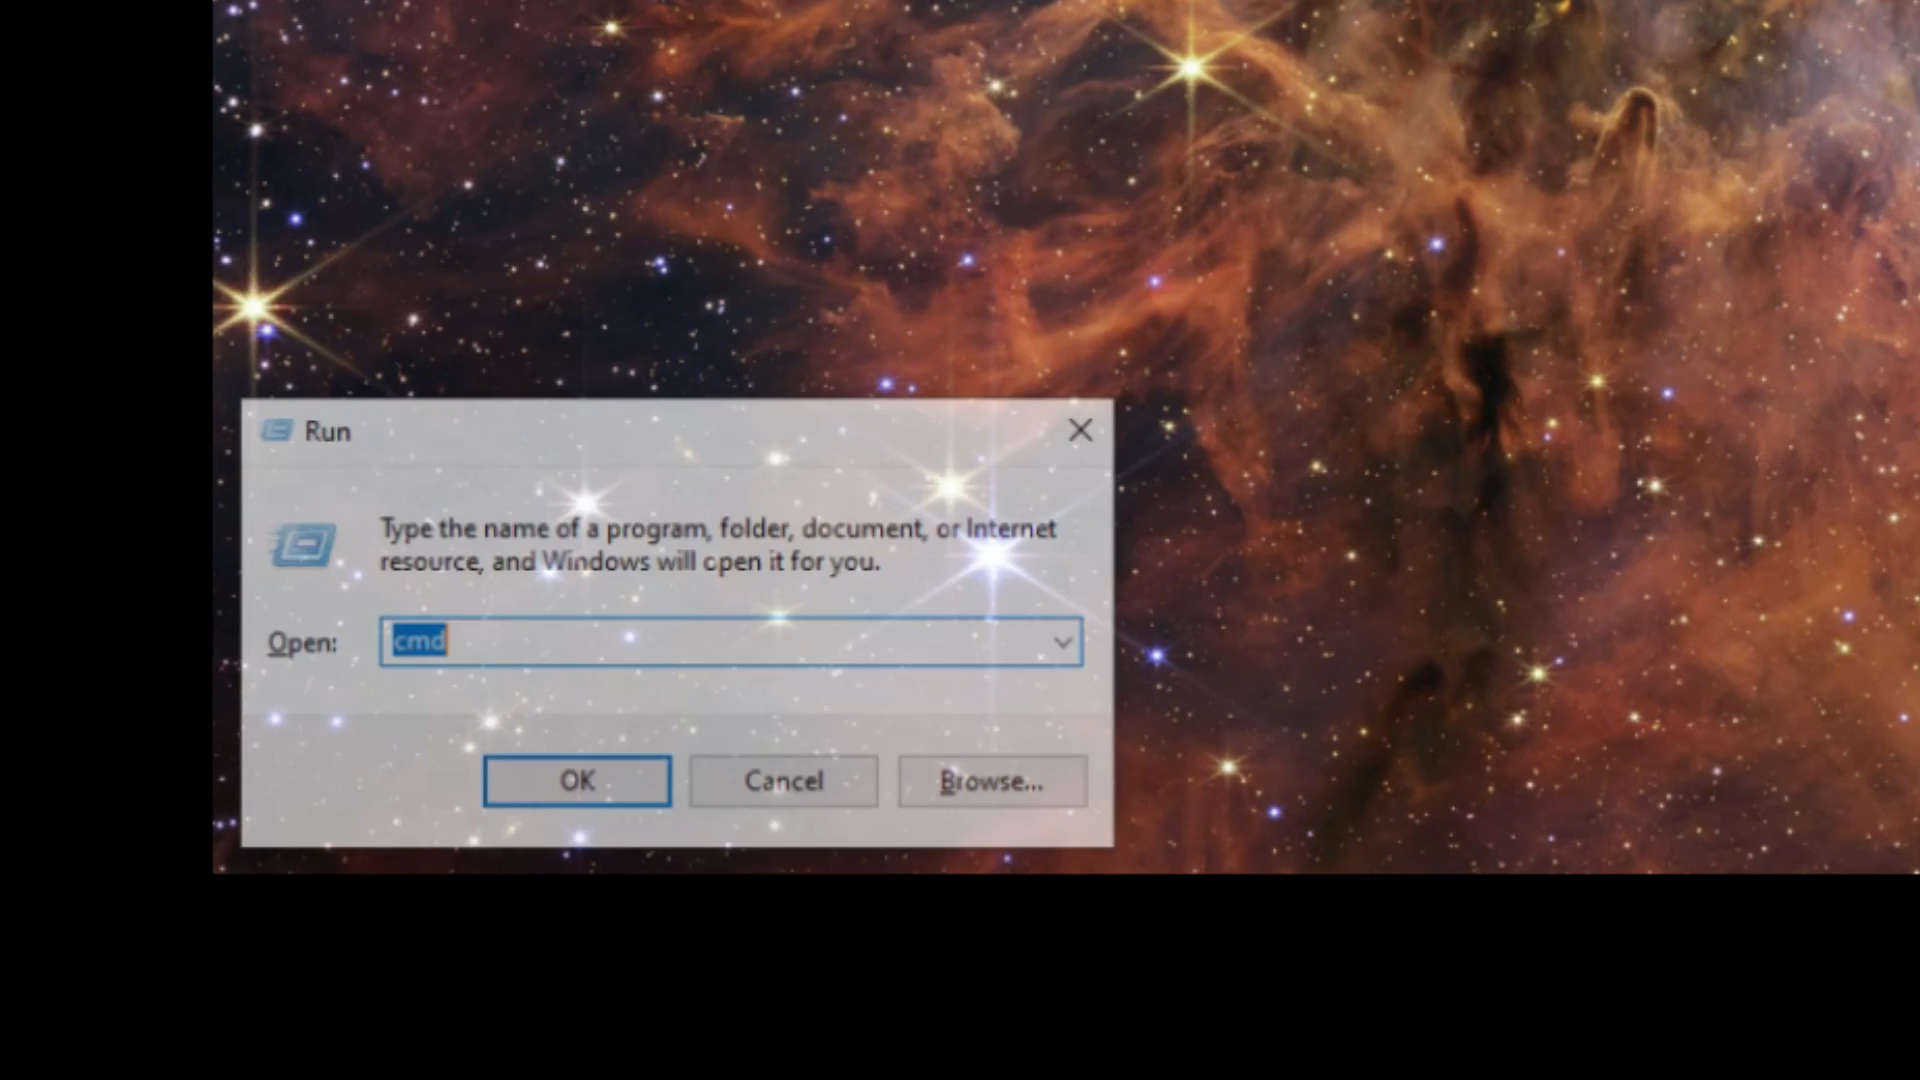 Run
Type the name of a program, folder, document, or Internet
resource, and Windows will open it for you.
Open:
cmd
OK
Cancel
Browse...